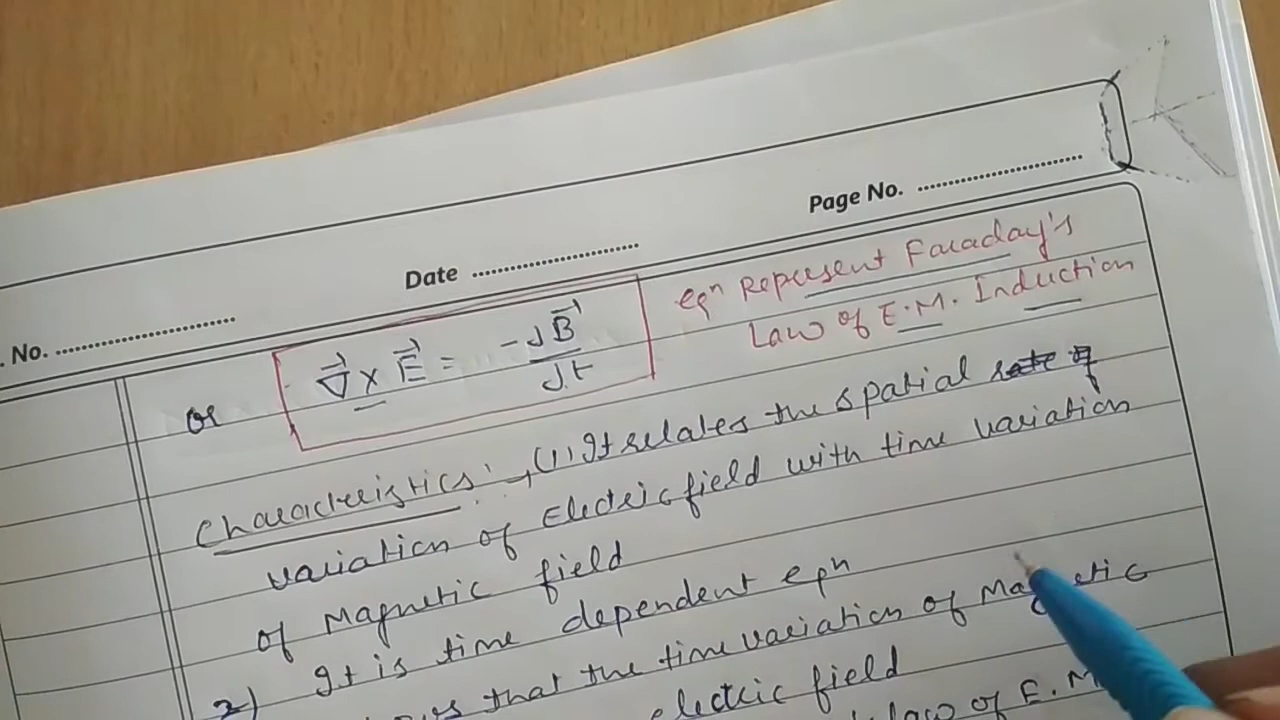 Page No.
Date
. No.
eqn Represent Faraday's
Law of E.M. Induction
or ∇⃗ x E⃗ = -∂B⃗/∂t
Characteristics: → (1) It relates the spatial
variation of Electric field with time variation
of Magnetic field
2) It is time dependent eqn
that the time variation of Magnetic
electric field
law of E.M.